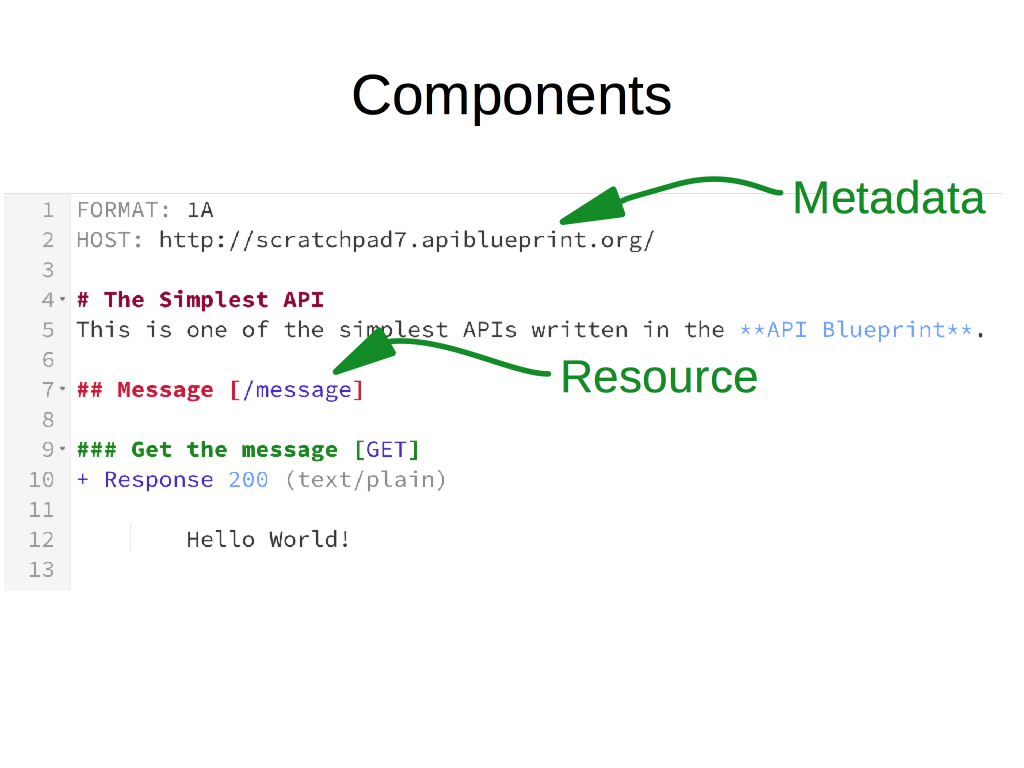 Components
Metadata
1 FORMAT: 1A
2 HOST: http://scratchpad7.apiblueprint.org/
3
4 # The Simplest API
5 This is one of the simplest APIs written in the **API Blueprint**.
6
Resource
7 ## Message [/message]
8
9 ### Get the message [GET]
10 + Response 200 (text/plain)
11
12 Hello World!
13